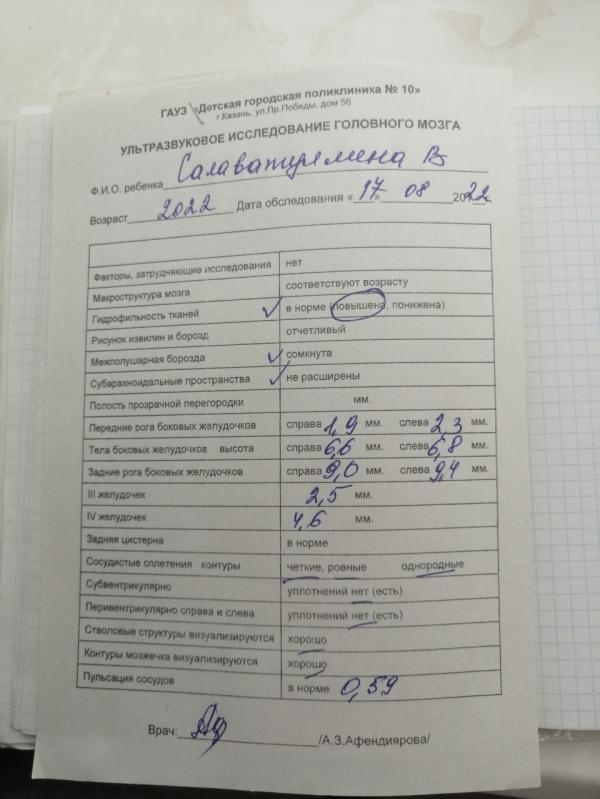 ГАУЗ «Детская городская поликлиника № 10»
г.Казань, ул.Пр.Победы, дом 56
УЛЬТРАЗВУКОВОЕ ИССЛЕДОВАНИЕ ГОЛОВНОГО МОЗГА
Ф.И.О. ребенка В
Возраст 2022 Дата обследования «17» 08 2022г.
Факторы, затрудняющие исследования нет
Макроструктура мозга соответствуют возрасту
Гидрофильность тканей ✓ в норме (повышена, понижена)
Рисунок извилин и борозд отчетливый
Межполушарная борозда ✓ сомкнута
Субарахноидальные пространства ✓ не расширены
Полость прозрачной перегородки мм.
Передние рога боковых желудочков справа 1,9 мм. слева 2,3 мм.
Тела боковых желудочков высота справа 6,6 мм. слева 6,8 мм.
Задние рога боковых желудочков справа 9,0 мм. слева 9,4 мм.
III желудочек 2,5 мм.
IV желудочек 4,6 мм.
Задняя цистерна в норме
Сосудистые сплетения контуры четкие, ровные однородные
Субвентрикулярно уплотнений нет (есть)
Перивентрикулярно справа и слева уплотнений нет (есть)
Стволовые структуры визуализируются хорошо
Контуры мозжечка визуализируются хорошо
Пульсация сосудов в норме 0,59
Врач: /А.З.Афендиярова/